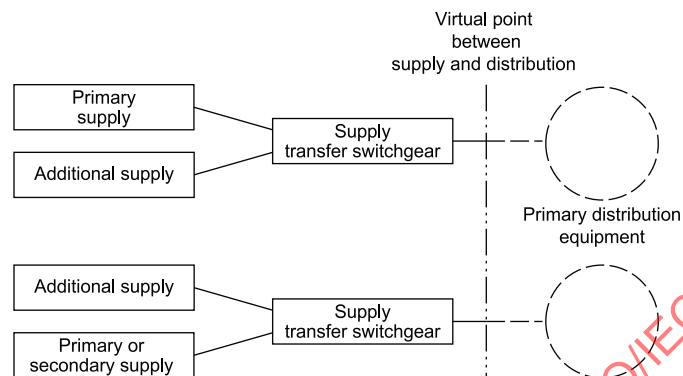 Virtual point
between
supply and distribution
Primary
supply
Supply
transfer switchgear
Additional supply
Primary distribution
equipment
Additional supply
Supply
transfer switchgear
Primary or
secondary supply